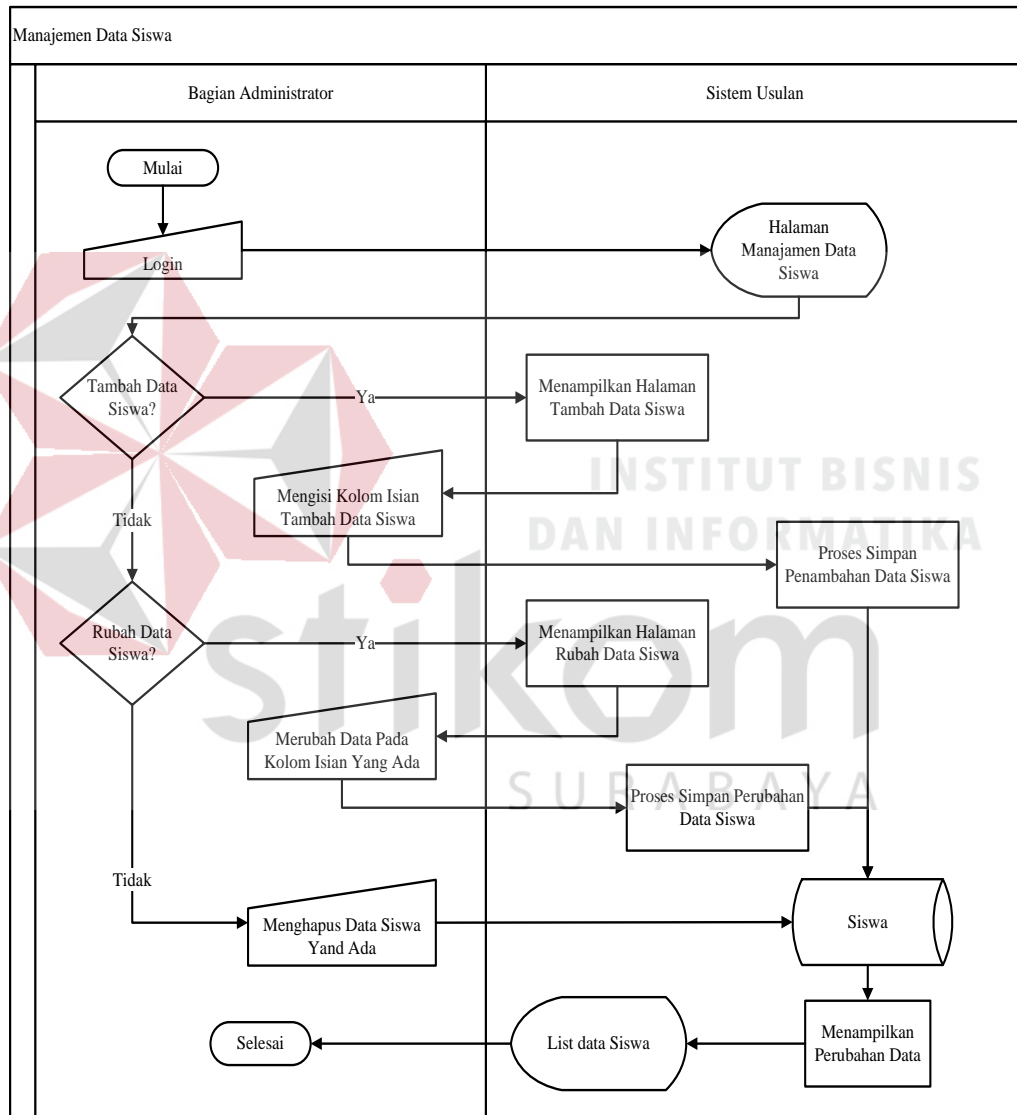 Manajemen Data Siswa
Bagian Administrator
Sistem Usulan
Mulai
Login
Halaman
Manajamen Data
Siswa
Tambah Data
Siswa?
Ya
Menampilkan Halaman
Tambah Data Siswa
Mengisi Kolom Isian
Tambah Data Siswa
INSTITUT BISNIS
DAN INFORMATIKA
Tidak
Proses Simpan
Penambahan Data Siswa
stikom
Rubah Data
Siswa?
Ya
Menampilkan Halaman
Rubah Data Siswa
Merubah Data Pada
Kolom Isian Yang Ada
SURABAYA
Proses Simpan Perubahan
Data Siswa
Tidak
Menghapus Data Siswa
Yand Ada
Siswa
Menampilkan
Perubahan Data
List data Siswa
Selesai